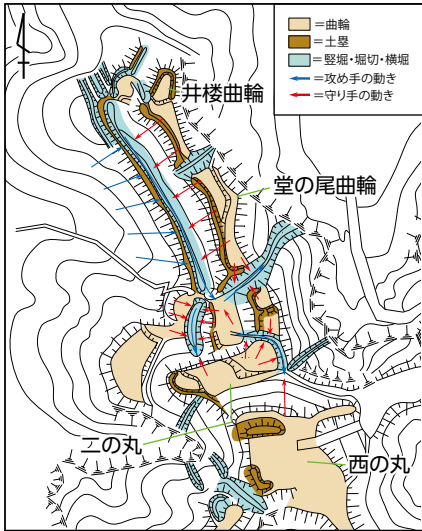 ＝曲輪
＝土塁
＝竪堀・堀切・横堀
＝攻め手の動き
＝守り手の動き
井楼曲輪
堂の尾曲輪
二の丸
西の丸